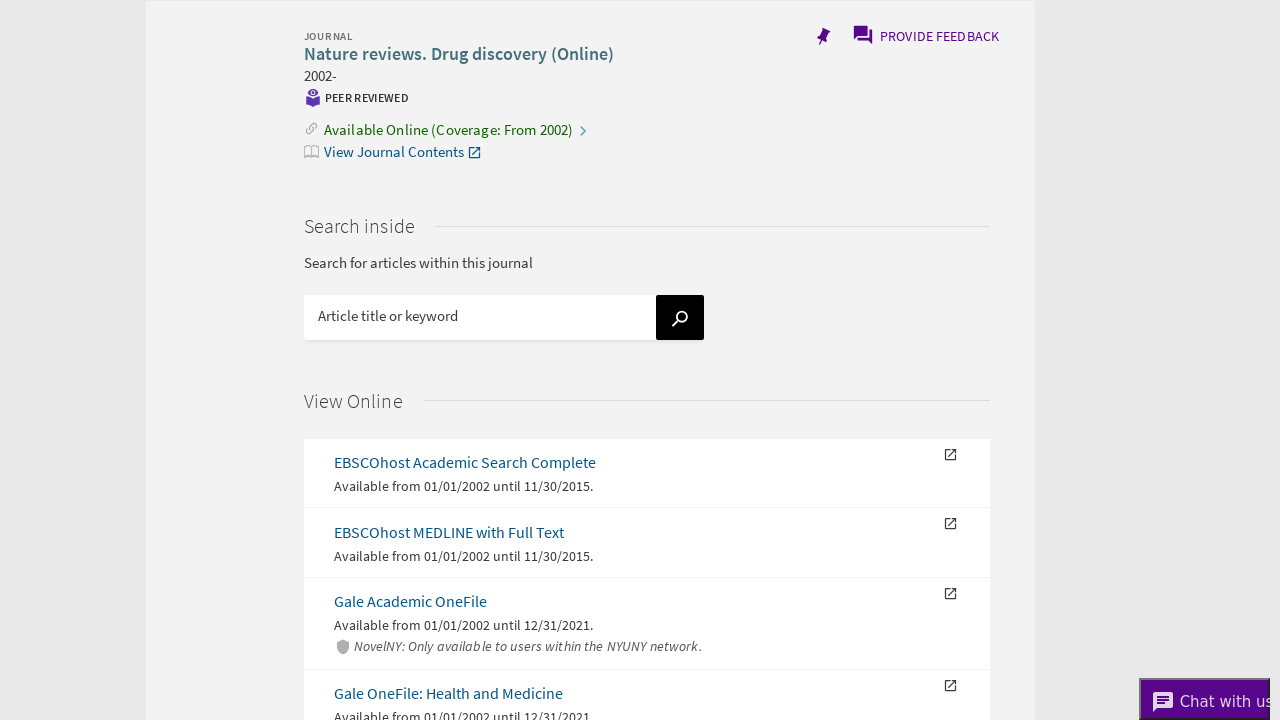 JOURNAL
PROVIDE FEEDBACK
Nature reviews. Drug discovery (Online)
2002-
PEER REVIEWED
Available Online (Coverage: From 2002)
View Journal Contents
Search inside
Search for articles within this journal
Article title or keyword
View Online
EBSCOhost Academic Search Complete
Available from 01/01/2002 until 11/30/2015.
EBSCOhost MEDLINE with Full Text
Available from 01/01/2002 until 11/30/2015.
Gale Academic OneFile
Available from 01/01/2002 until 12/31/2021.
NovelNY: Only available to users within the NYUNY network.
Gale OneFile: Health and Medicine
Available from 01/01/2002 until 12/31/2021.
Chat with us